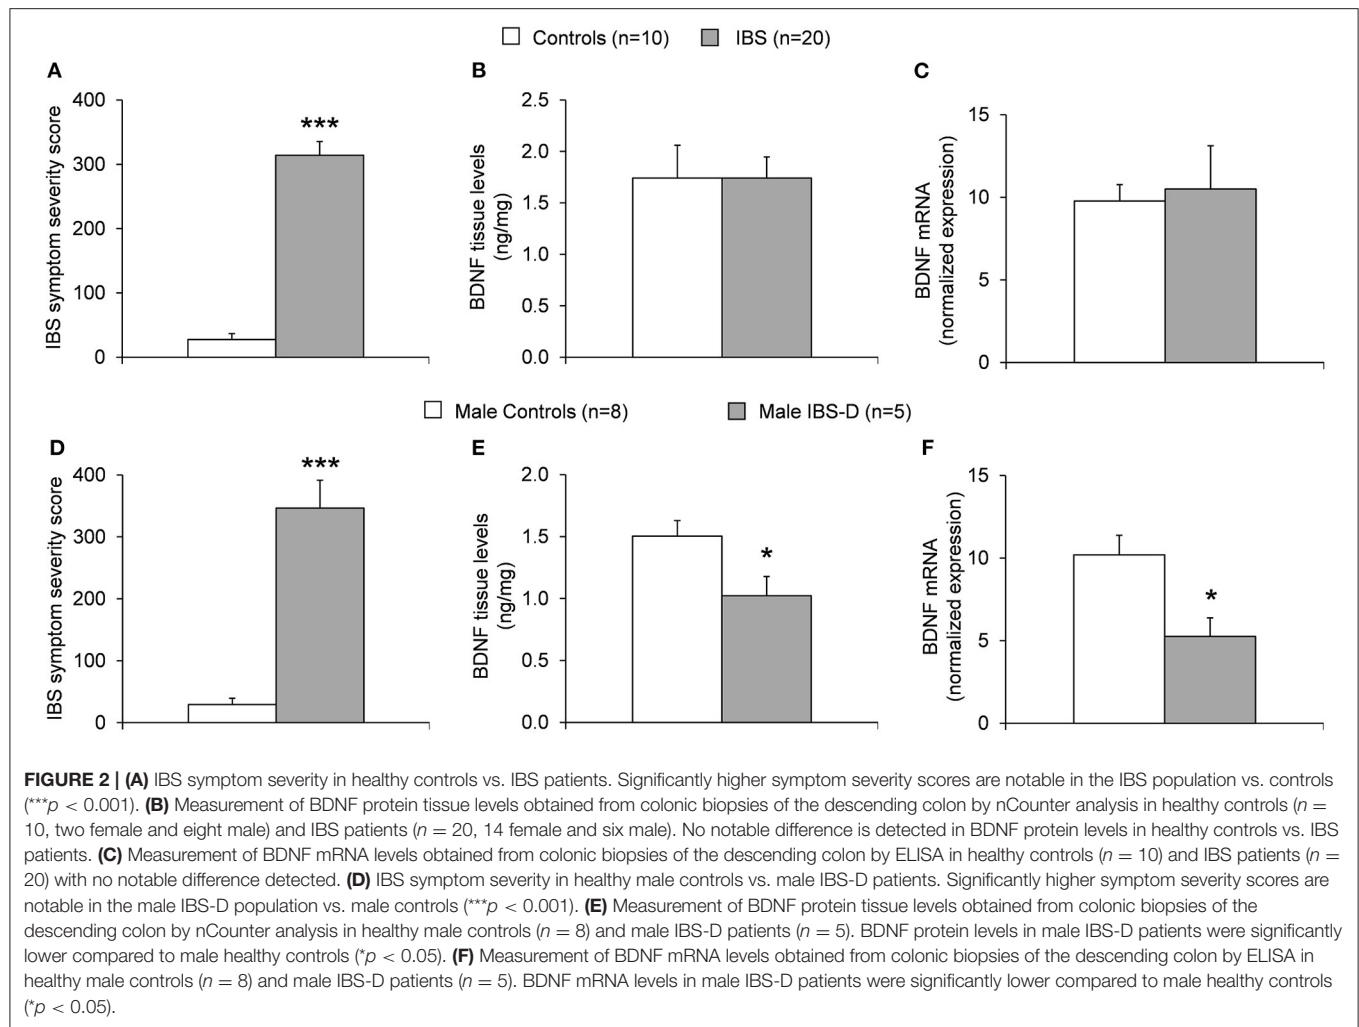 Controls (n=10) IBS (n=20)
A
IBS symptom severity score
400
300
200
100
0
***
B
BDNF tissue levels
(ng/mg)
2.5
2.0
1.5
1.0
0.5
0.0
C
BDNF mRNA
(normalized expression)
15
10
5
0
Male Controls (n=8) Male IBS-D (n=5)
D
IBS symptom severity score
400
300
200
100
0
***
E
BDNF tissue levels
(ng/mg)
2.0
1.5
1.0
0.5
0.0
*
F
BDNF mRNA
(normalized expression)
15
10
5
0
*
FIGURE 2 | (A) IBS symptom severity in healthy controls vs. IBS patients. Significantly higher symptom severity scores are notable in the IBS population vs. controls
(***p < 0.001). (B) Measurement of BDNF protein tissue levels obtained from colonic biopsies of the descending colon by nCounter analysis in healthy controls (n =
10, two female and eight male) and IBS patients (n = 20, 14 female and six male). No notable difference is detected in BDNF protein levels in healthy controls vs. IBS
patients. (C) Measurement of BDNF mRNA levels obtained from colonic biopsies of the descending colon by ELISA in healthy controls (n = 10) and IBS patients (n =
20) with no notable difference detected. (D) IBS symptom severity in healthy male controls vs. male IBS-D patients. Significantly higher symptom severity scores are
notable in the male IBS-D population vs. male controls (***p < 0.001). (E) Measurement of BDNF protein tissue levels obtained from colonic biopsies of the
descending colon by nCounter analysis in healthy male controls (n = 8) and male IBS-D patients (n = 5). BDNF protein levels in male IBS-D patients were significantly
lower compared to male healthy controls (*p < 0.05). (F) Measurement of BDNF mRNA levels obtained from colonic biopsies of the descending colon by ELISA in
healthy male controls (n = 8) and male IBS-D patients (n = 5). BDNF mRNA levels in male IBS-D patients were significantly lower compared to male healthy controls
(*p < 0.05).